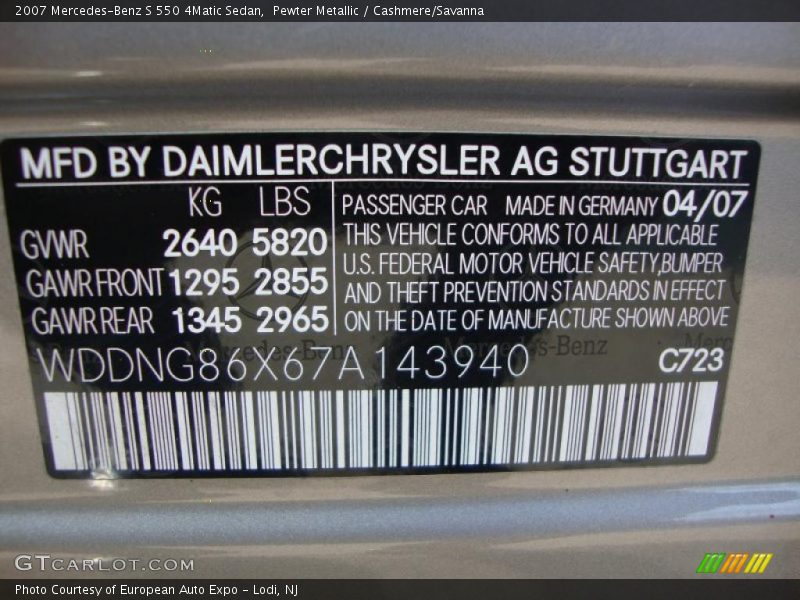 2007 Mercedes-Benz S 550 4Matic Sedan,  Pewter Metallic / Cashmere/Savanna
MFD BY DAIMLERCHRYSLER AG STUTTGART
KG LBS
GVWR 2640 5820
GAWR FRONT 1295 2855
GAWR REAR 1345 2965
PASSENGER CAR MADE IN GERMANY 04/07
THIS VEHICLE CONFORMS TO ALL APPLICABLE
U.S. FEDERAL MOTOR VEHICLE SAFETY,BUMPER
AND THEFT PREVENTION STANDARDS IN EFFECT
ON THE DATE OF MANUFACTURE SHOWN ABOVE
WDDNG86X67A143940 C723
GTCARLOT.COM
Photo Courtesy of European Auto Expo - Lodi, NJ